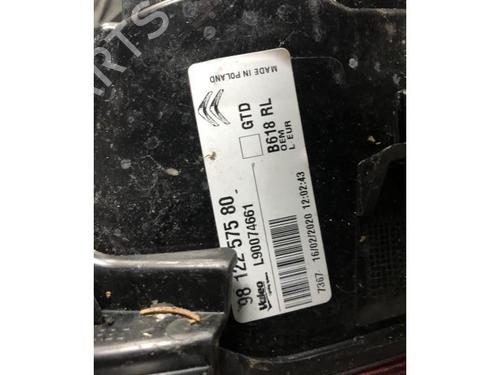 MADE IN POLAND
GTD
B618 RL
OEM
L EUR
98 122 575 80
L90074661
Valeo
7367 16/02/2020 12:02:43
PARTS